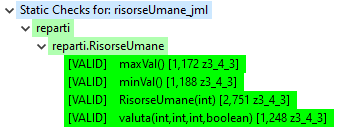 Static Checks for: risorseUmane_jml
reparti
reparti.RisorseUmane
[VALID] maxVal() [1,172 z3_4_3]
[VALID] minVal() [1,188 z3_4_3]
[VALID] RisorseUmane(int) [2,751 z3_4_3]
[VALID] valuta(int,int,int,boolean) [1,248 z3_4_3]